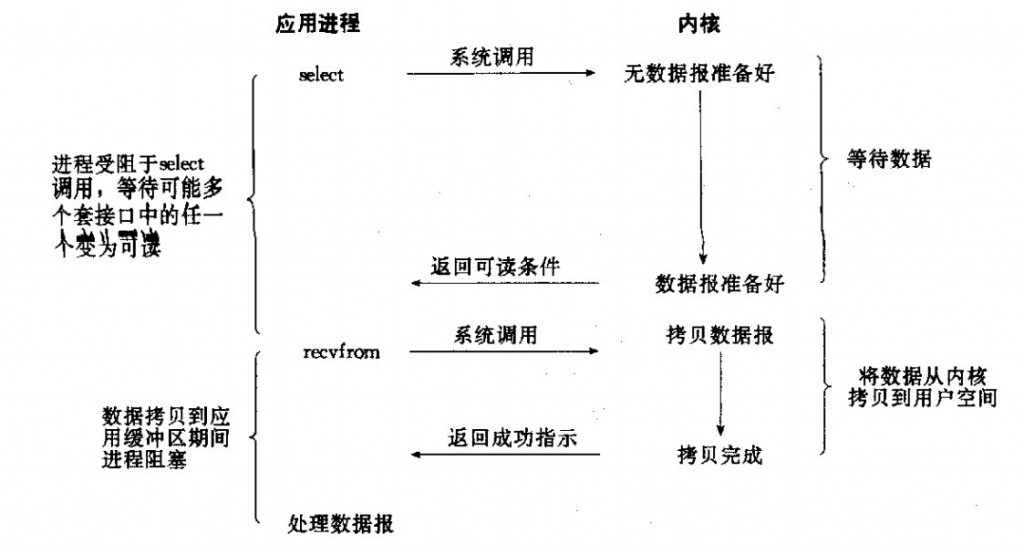 应用进程
内核
select
系统调用
无数据报准备好
进程受阻于select
调用，等待可能多
个套接口中的任一
个变为可读
等待数据
返回可读条件
数据报准备好
recvfrom
系统调用
拷贝数据报
将数据从内核
拷贝到用户空间
数据拷贝到应
用缓冲区期间
进程阻塞
返回成功指示
拷贝完成
处理数据报